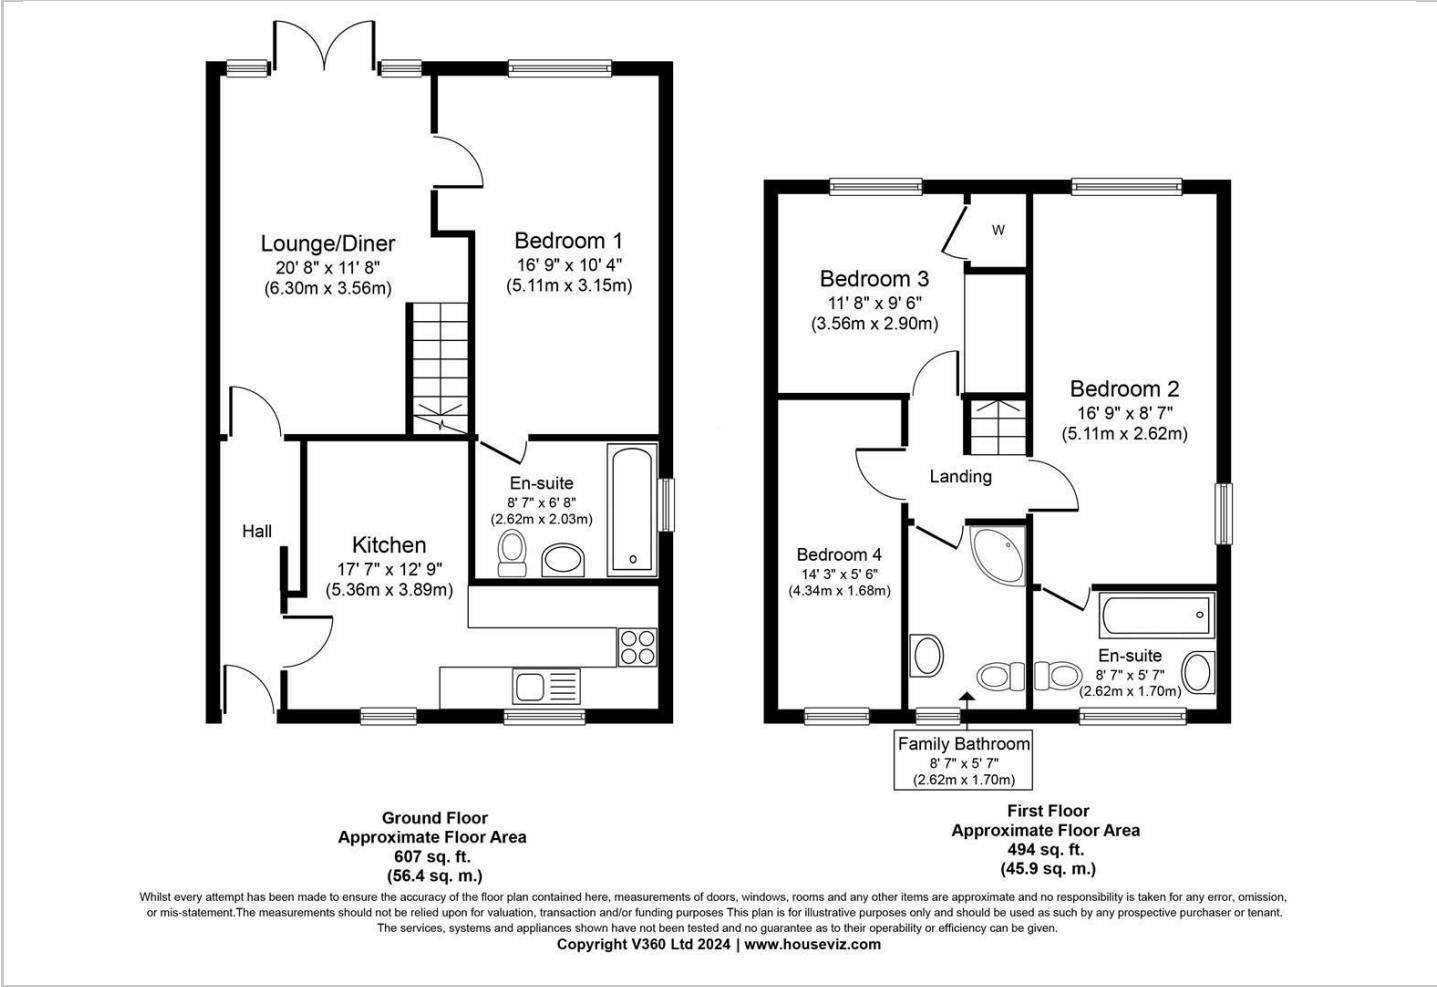 Lounge/Diner
20' 8" x 11' 8"
(6.30m x 3.56m)
Bedroom 1
16' 9" x 10' 4"
(5.11m x 3.15m)
En-suite
8' 7" x 6' 8"
(2.62m x 2.03m)
Hall
Kitchen
17' 7" x 12' 9"
(5.36m x 3.89m)
Ground Floor
Approximate Floor Area
607 sq. ft.
(56.4 sq. m.)
W
Bedroom 3
11' 8" x 9' 6"
(3.56m x 2.90m)
Bedroom 2
16' 9" x 8' 7"
(5.11m x 2.62m)
Landing
Bedroom 4
14' 3" x 5' 6"
(4.34m x 1.68m)
En-suite
8' 7" x 5' 7"
(2.62m x 1.70m)
Family Bathroom
8' 7" x 5' 7"
(2.62m x 1.70m)
First Floor
Approximate Floor Area
494 sq. ft.
(45.9 sq. m.)
Whilst every attempt has been made to ensure the accuracy of the floor plan contained here, measurements of doors, windows, rooms and any other items are approximate and no responsibility is taken for any error, omission,
or mis-statement.The measurements should not be relied upon for valuation, transaction and/or funding purposes This plan is for illustrative purposes only and should be used as such by any prospective purchaser or tenant.
The services, systems and appliances shown have not been tested and no guarantee as to their operability or efficiency can be given.
Copyright V360 Ltd 2024 | www.houseviz.com